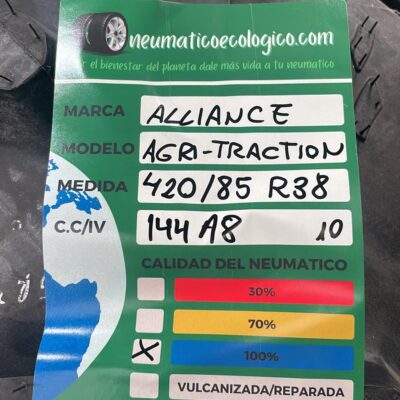 neumaticoecologico.com
r el bienestar del planeta dale más vida a tu neumatico
MARCA ALLIANCE
MODELO AGRI-TRACTION
MEDIDA 420/85 R38
C.C/IV 144 A8 10
CALIDAD DEL NEUMATICO
30%
70%
X 100%
VULCANIZADA/REPARADA